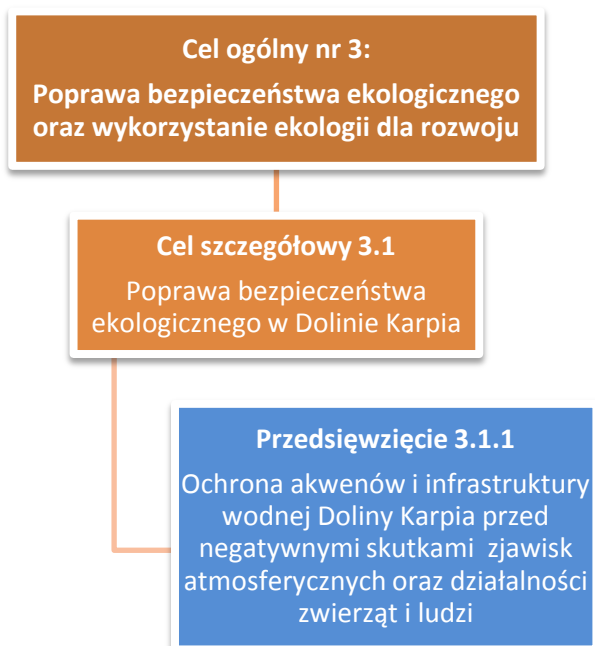 Cel ogólny nr 3:
Poprawa bezpieczeństwa ekologicznego
oraz wykorzystanie ekologii dla rozwoju
Cel szczegółowy 3.1
Poprawa bezpieczeństwa
ekologicznego w Dolinie Karpia
Przedsięwzięcie 3.1.1
Ochrona akwenów i infrastruktury
wodnej Doliny Karpia przed
negatywnymi skutkami zjawisk
atmosferycznych oraz działalności
zwierząt i ludzi